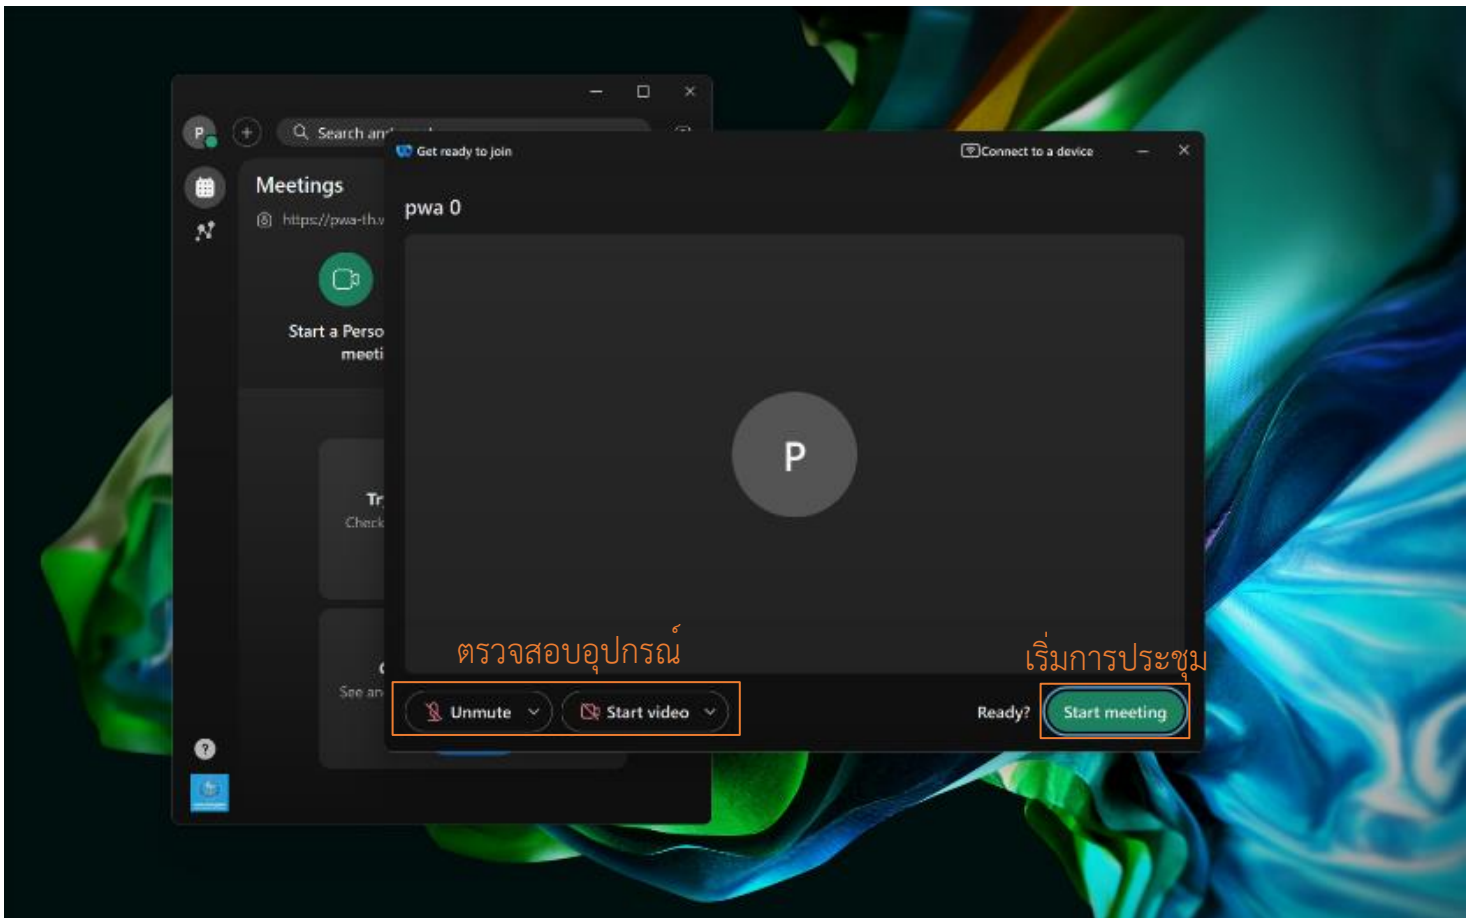 P
Search and
Get ready to join
Connect to a device
Meetings
https://pwa-th.v
pwa 0
Start a Perso
meeti
P
Tr
Check
ตรวจสอบอุปกรณ์
เริ่มการประชุม
See an
Unmute
Start video
Ready?
Start meeting
?